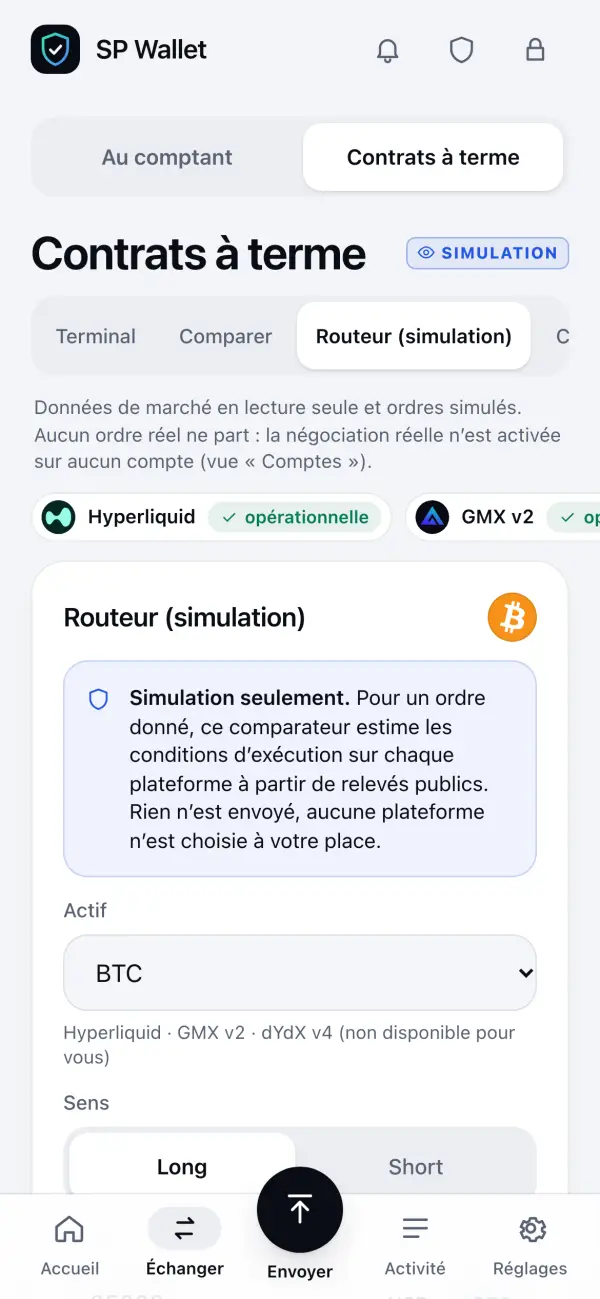 SP Wallet
Au comptant
Contrats à terme
Contrats à terme
SIMULATION
Terminal
Comparer
Routeur (simulation)
C
Données de marché en lecture seule et ordres simulés.
Aucun ordre réel ne part : la négociation réelle n’est activée
sur aucun compte (vue « Comptes »).
Hyperliquid
opérationnelle
GMX v2
op
Routeur (simulation)
Simulation seulement. Pour un ordre
donné, ce comparateur estime les
conditions d’exécution sur chaque
plateforme à partir de relevés publics.
Rien n’est envoyé, aucune plateforme
n’est choisie à votre place.
Actif
BTC
Hyperliquid · GMX v2 · dYdX v4 (non disponible pour
vous)
Sens
Long
Short
Accueil
Échanger
Envoyer
Activité
Réglages